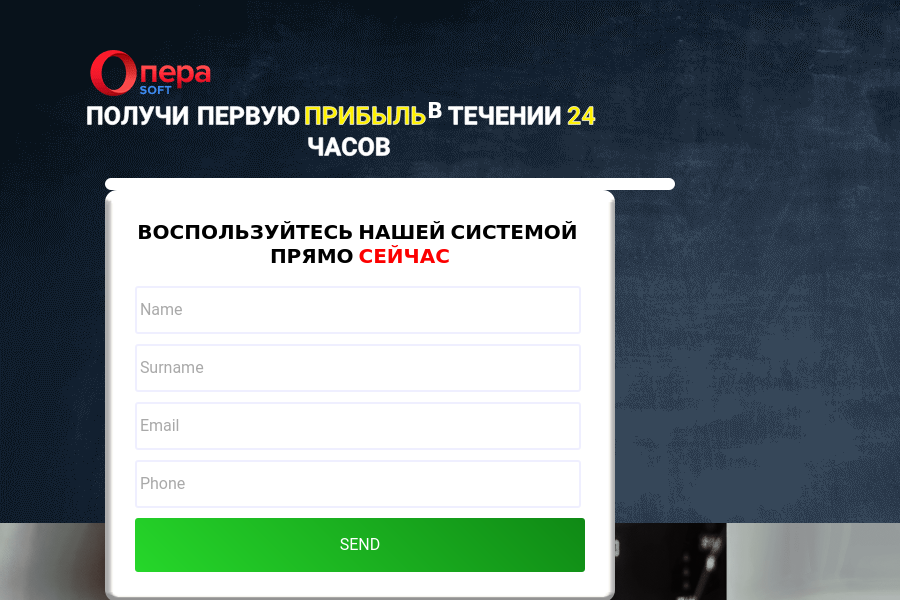 Опера
SOFT
ПОЛУЧИ ПЕРВУЮ ПРИБЫЛЬ В ТЕЧЕНИИ 24
ЧАСОВ
ВОСПОЛЬЗУЙТЕСЬ НАШЕЙ СИСТЕМОЙ
ПРЯМО СЕЙЧАС
Name
Surname
Email
Phone
SEND